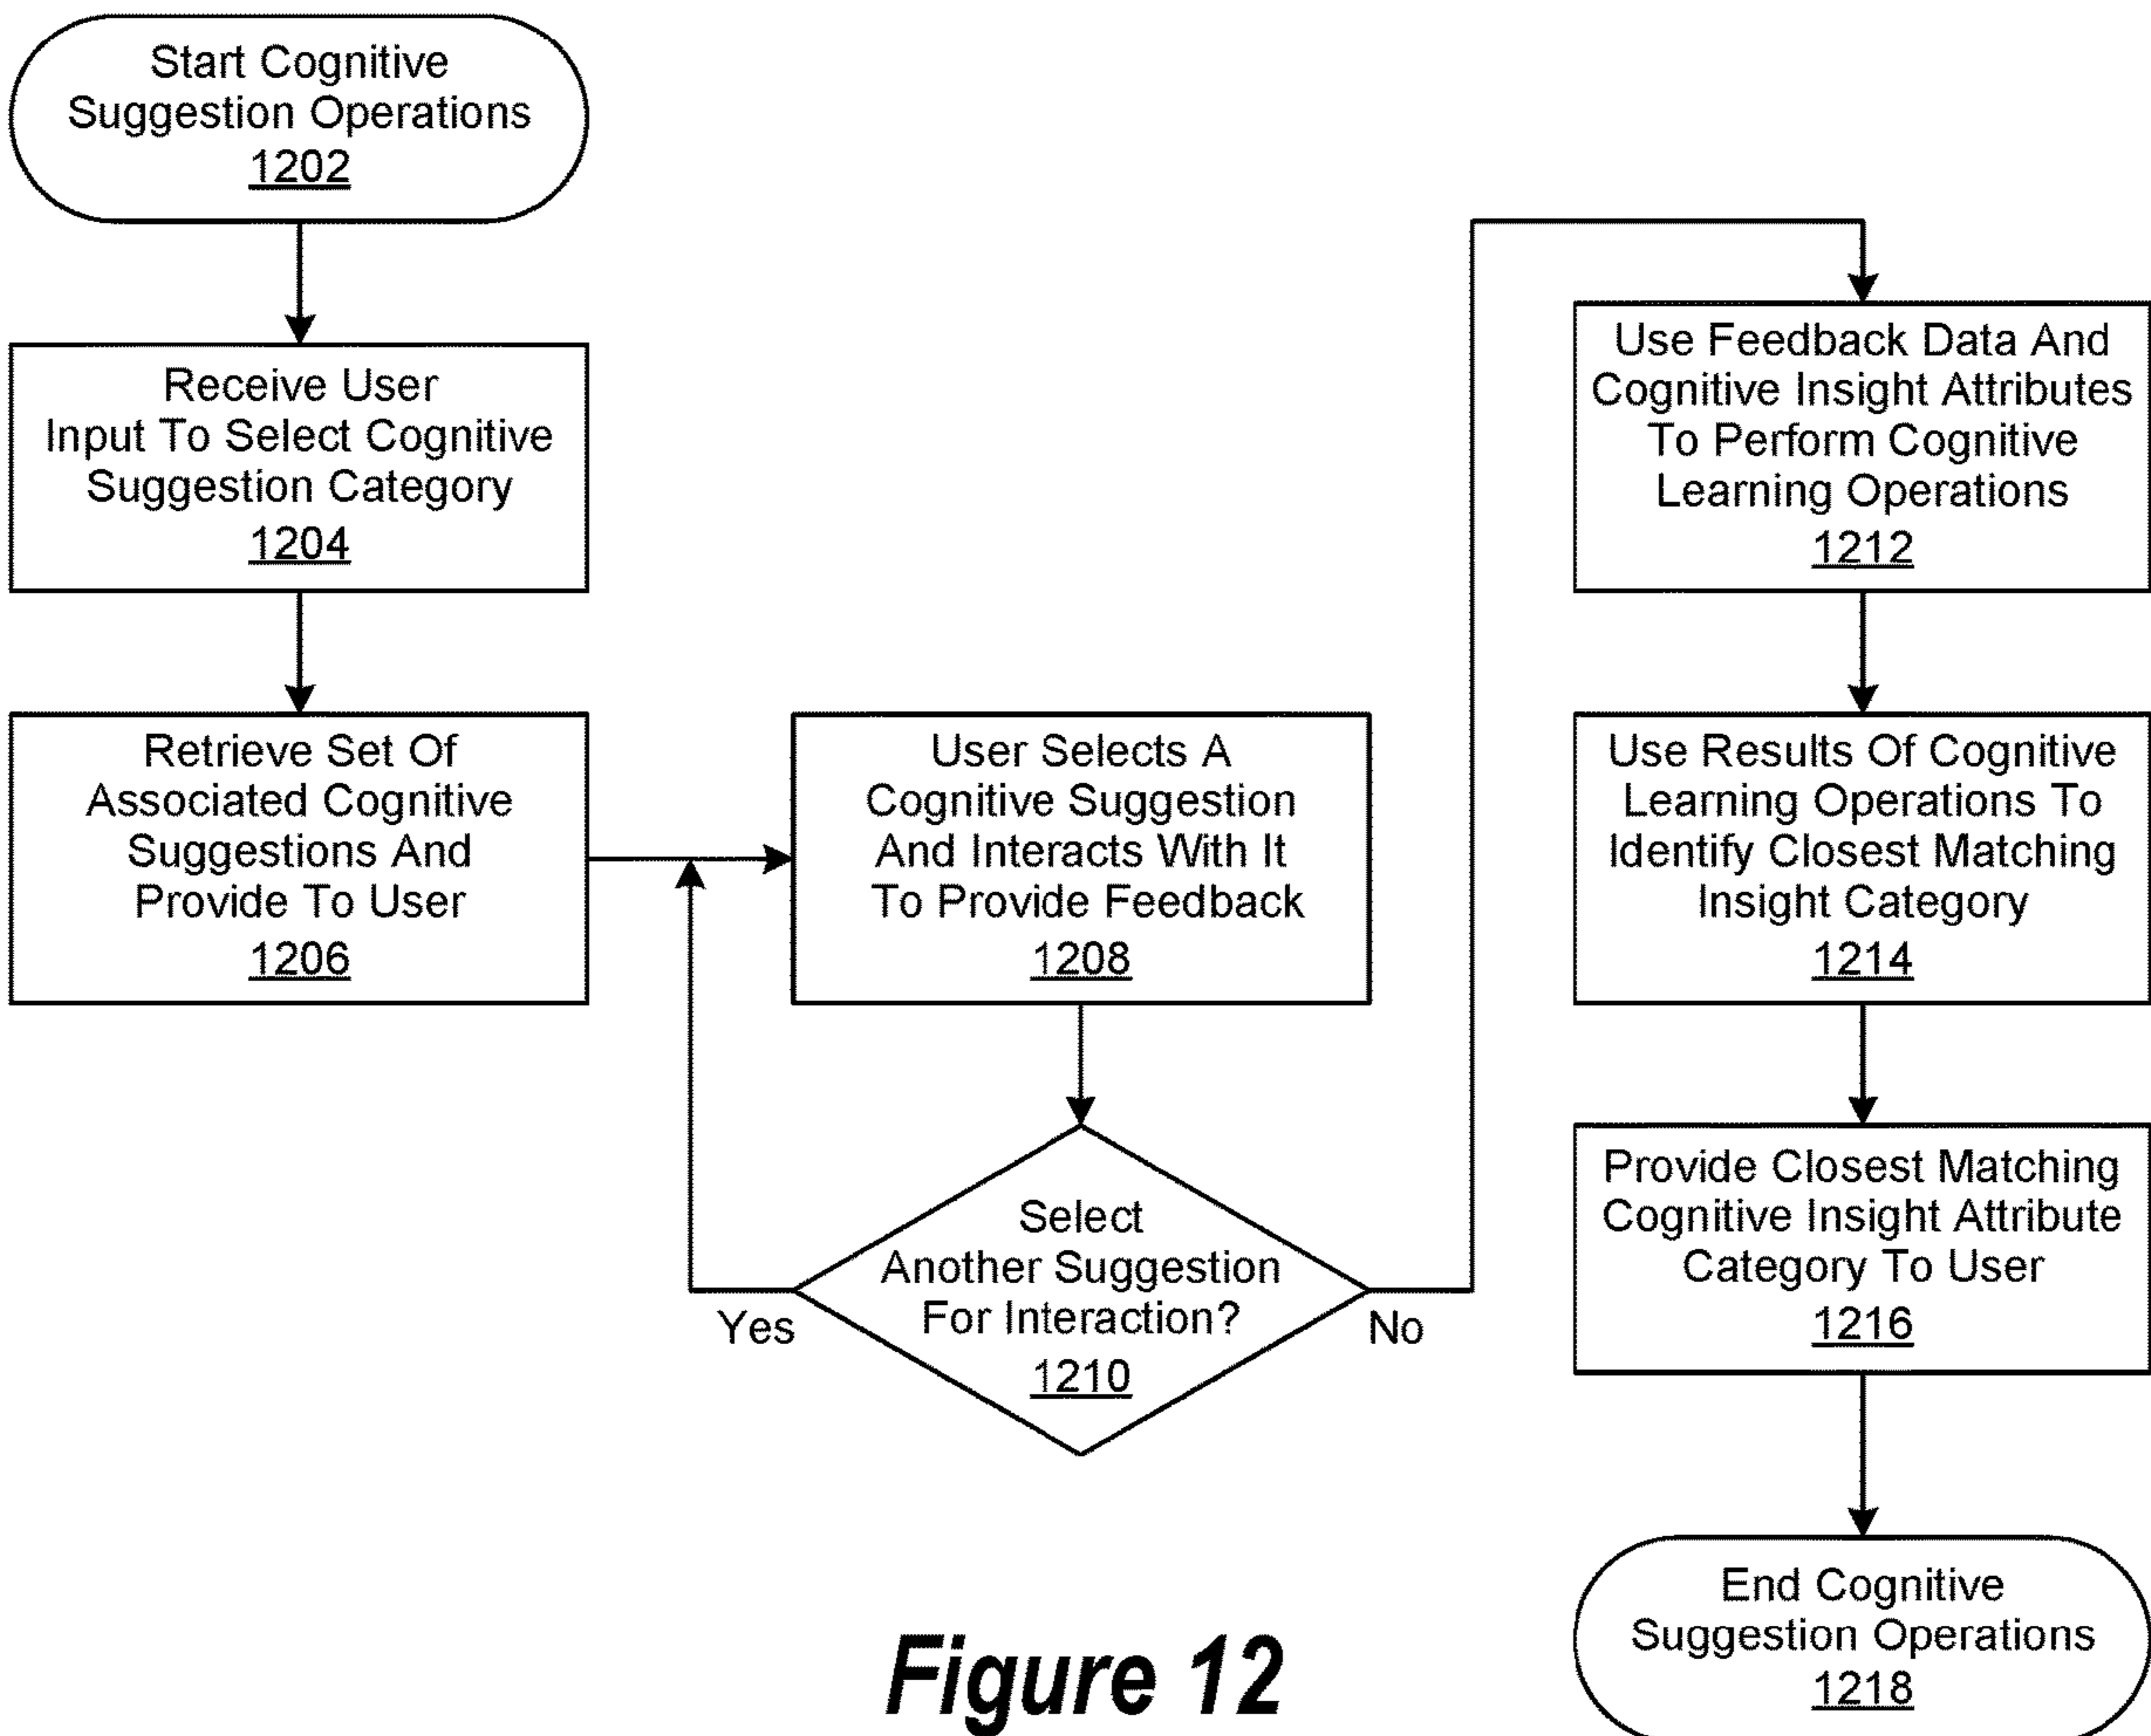 Start Cognitive
Suggestion Operations
1202
Receive User
Input To Select Cognitive
Suggestion Category
1204
Retrieve Set Of
Associated Cognitive
Suggestions And
Provide To User
1206
User Selects A
Cognitive Suggestion
And Interacts With It
To Provide Feedback
1208
Select
Another Suggestion
For Interaction?
1210
Yes
No
Use Feedback Data And
Cognitive Insight Attributes
To Perform Cognitive
Learning Operations
1212
Use Results Of Cognitive
Learning Operations To
Identify Closest Matching
Insight Category
1214
Provide Closest Matching
Cognitive Insight Attribute
Category To User
1216
End Cognitive
Suggestion Operations
1218
Figure 12